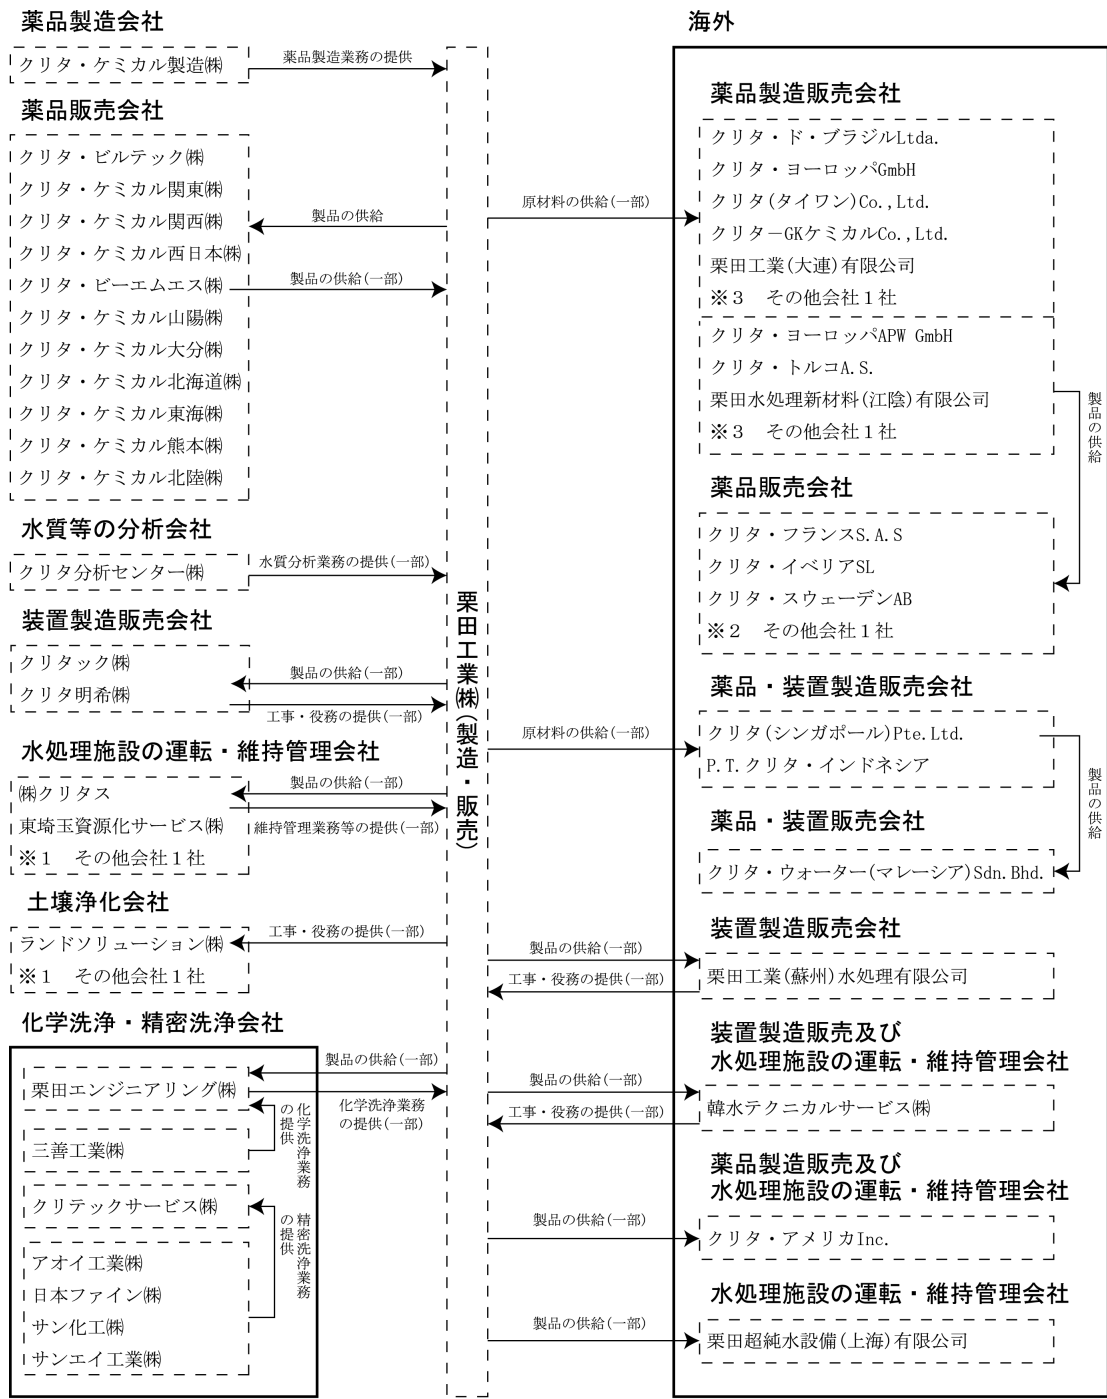 薬品製造会社
クリタ・ケミカル製造㈱
薬品製造業務の提供
薬品販売会社
クリタ・ビルテック㈱
クリタ・ケミカル関東㈱
クリタ・ケミカル関西㈱
クリタ・ケミカル西日本㈱
クリタ・ビーエムエス㈱
クリタ・ケミカル山陽㈱
クリタ・ケミカル大分㈱
クリタ・ケミカル北海道㈱
クリタ・ケミカル東海㈱
クリタ・ケミカル熊本㈱
クリタ・ケミカル北陸㈱
製品の供給
製品の供給(一部)
水質等の分析会社
クリタ分析センター㈱
水質分析業務の提供(一部)
装置製造販売会社
クリタック㈱
クリタ明希㈱
製品の供給(一部)
工事・役務の提供(一部)
水処理施設の運転・維持管理会社
㈱クリタス
東埼玉資源化サービス㈱
※1 その他会社1社
製品の供給(一部)
維持管理業務等の提供(一部)
土壌浄化会社
ランドソリューション㈱
※1 その他会社1社
工事・役務の提供(一部)
化学洗浄・精密洗浄会社
栗田エンジニアリング㈱
三善工業㈱
クリテックサービス㈱
アオイ工業㈱
日本ファイン㈱
サン化工㈱
サンエイ工業㈱
製品の供給(一部)
化学洗浄業務
の提供(一部)
化学洗浄業務
の提供
精密洗浄業務
の提供
栗田工業㈱(製造・販売)
海外
薬品製造販売会社
クリタ・ド・ブラジルLtda.
クリタ・ヨーロッパGmbH
クリタ(タイワン)Co.,Ltd.
クリタ－GKケミカルCo.,Ltd.
栗田工業(大連)有限公司
※3 その他会社1社
原材料の供給(一部)
クリタ・ヨーロッパAPW GmbH
クリタ・トルコA.S.
栗田水処理新材料(江陰)有限公司
※3 その他会社1社
製品の供給
薬品販売会社
クリタ・フランスS.A.S
クリタ・イベリアSL
クリタ・スウェーデンAB
※2 その他会社1社
薬品・装置製造販売会社
クリタ(シンガポール)Pte.Ltd.
P.T.クリタ・インドネシア
原材料の供給(一部)
製品の供給
薬品・装置販売会社
クリタ・ウォーター(マレーシア)Sdn.Bhd.
装置製造販売会社
栗田工業(蘇州)水処理有限公司
製品の供給(一部)
工事・役務の提供(一部)
装置製造販売及び
水処理施設の運転・維持管理会社
韓水テクニカルサービス㈱
製品の供給(一部)
工事・役務の提供(一部)
薬品製造販売及び
水処理施設の運転・維持管理会社
クリタ・アメリカInc.
製品の供給(一部)
水処理施設の運転・維持管理会社
栗田超純水設備(上海)有限公司
製品の供給(一部)